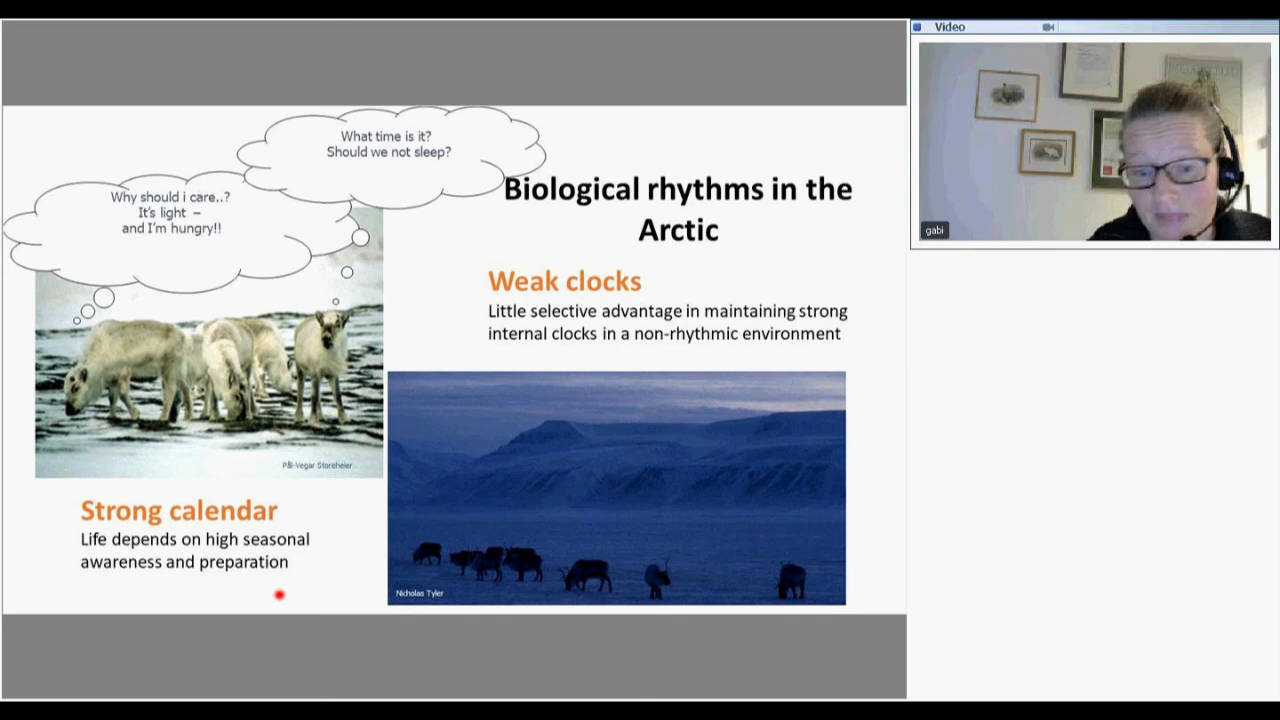 Video
What time is it?
Should we not sleep?
Why should i care..?
It's light –
and I'm hungry!!
Biological rhythms in the
Arctic
Weak clocks
Little selective advantage in maintaining strong
internal clocks in a non-rhythmic environment
Pål-Vegar Storeheier
Strong calendar
Life depends on high seasonal
awareness and preparation
Nicholas Tyler
gabi